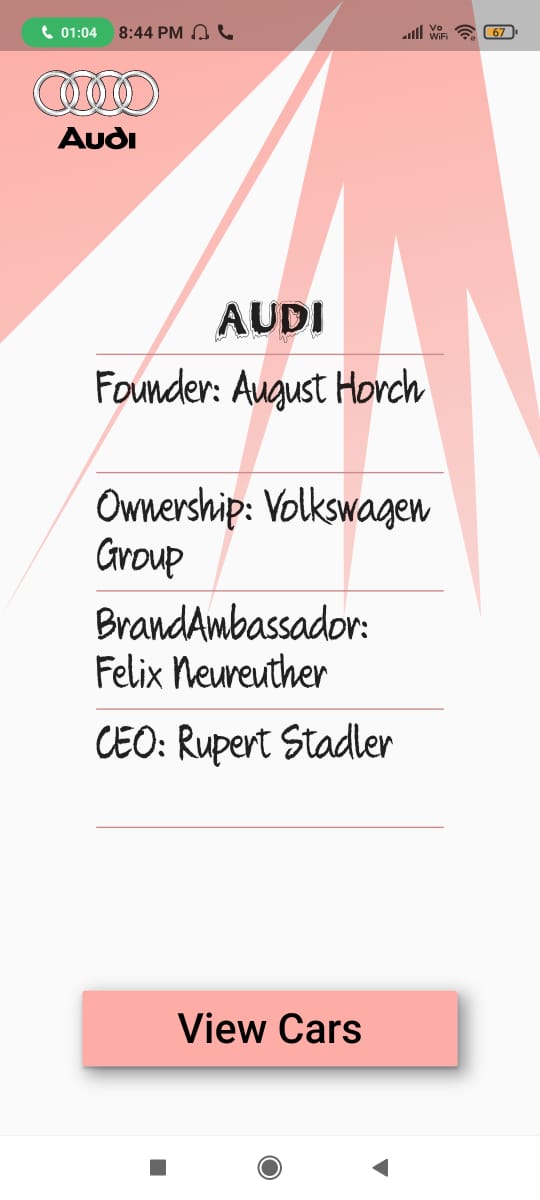 01:04 8:44 PM Vo WiFi 67
Audi
AUDI
Founder: August Horch
Ownership: Volkswagen
Group
BrandAmbassador:
Felix Neureuther
CEO: Rupert Stadler
View Cars